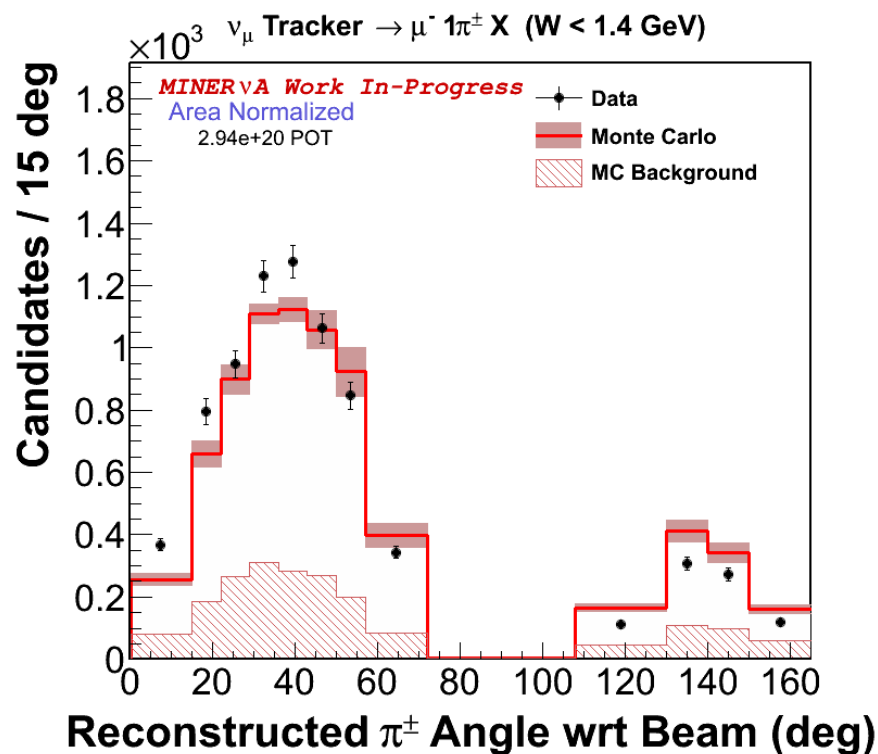 ν_μ Tracker → μ⁻ 1π^± X (W < 1.4 GeV)
×10³
MINERνA Work In-Progress
Area Normalized
2.94e+20 POT
Data
Monte Carlo
MC Background
Candidates / 15 deg
1.8
1.6
1.4
1.2
1
0.8
0.6
0.4
0.2
0
0 20 40 60 80 100 120 140 160
Reconstructed π^± Angle wrt Beam (deg)